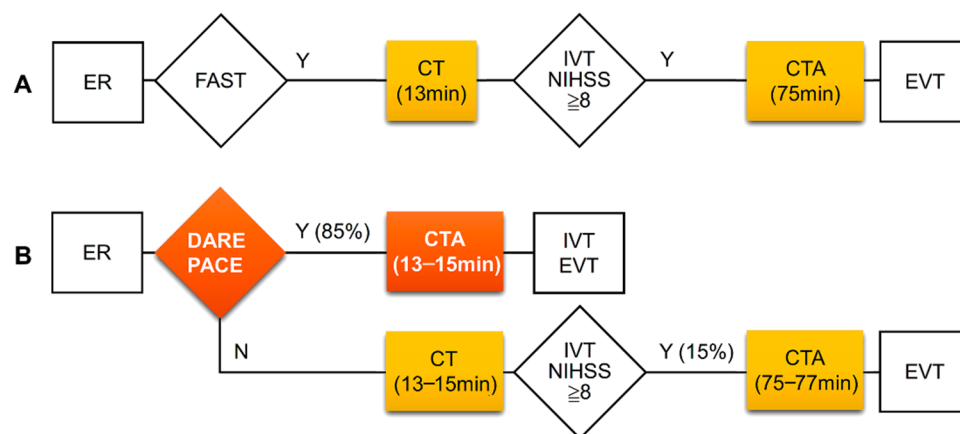 A
ER
FAST
Y
CT
(13min)
IVT
NIHSS
≧8
Y
CTA
(75min)
EVT
B
ER
DARE
PACE
Y (85%)
CTA
(13–15min)
IVT
EVT
N
CT
(13–15min)
IVT
NIHSS
≧8
Y (15%)
CTA
(75–77min)
EVT